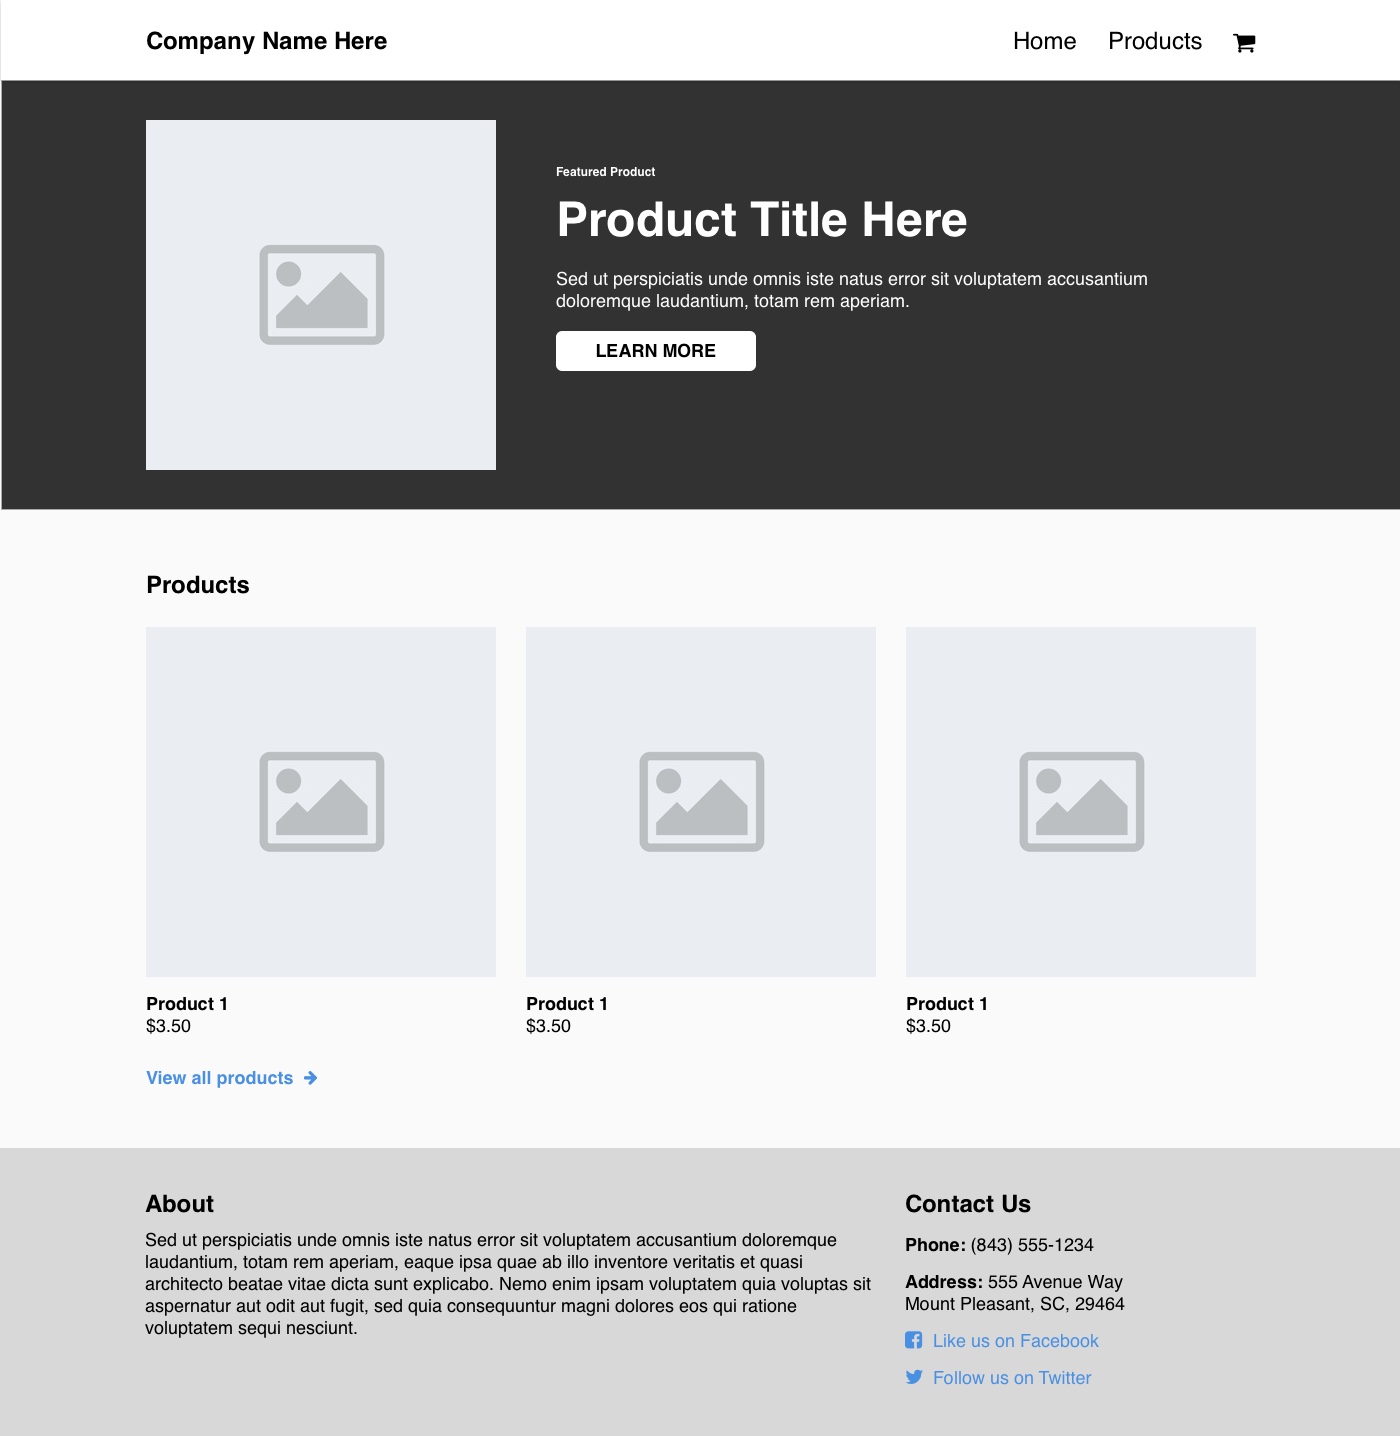 Company Name Here
Home Products
Featured Product
Product Title Here
Sed ut perspiciatis unde omnis iste natus error sit voluptatem accusantium
doloremque laudantium, totam rem aperiam.
LEARN MORE
Products
Product 1 Product 1 Product 1
$3.50 $3.50 $3.50
View all products
About
Sed ut perspiciatis unde omnis iste natus error sit voluptatem accusantium doloremque
laudantium, totam rem aperiam, eaque ipsa quae ab illo inventore veritatis et quasi
architecto beatae vitae dicta sunt explicabo. Nemo enim ipsam voluptatem quia voluptas sit
aspernatur aut odit aut fugit, sed quia consequuntur magni dolores eos qui ratione
voluptatem sequi nesciunt.
Contact Us
Phone: (843) 555-1234
Address: 555 Avenue Way
Mount Pleasant, SC, 29464
Like us on Facebook
Follow us on Twitter